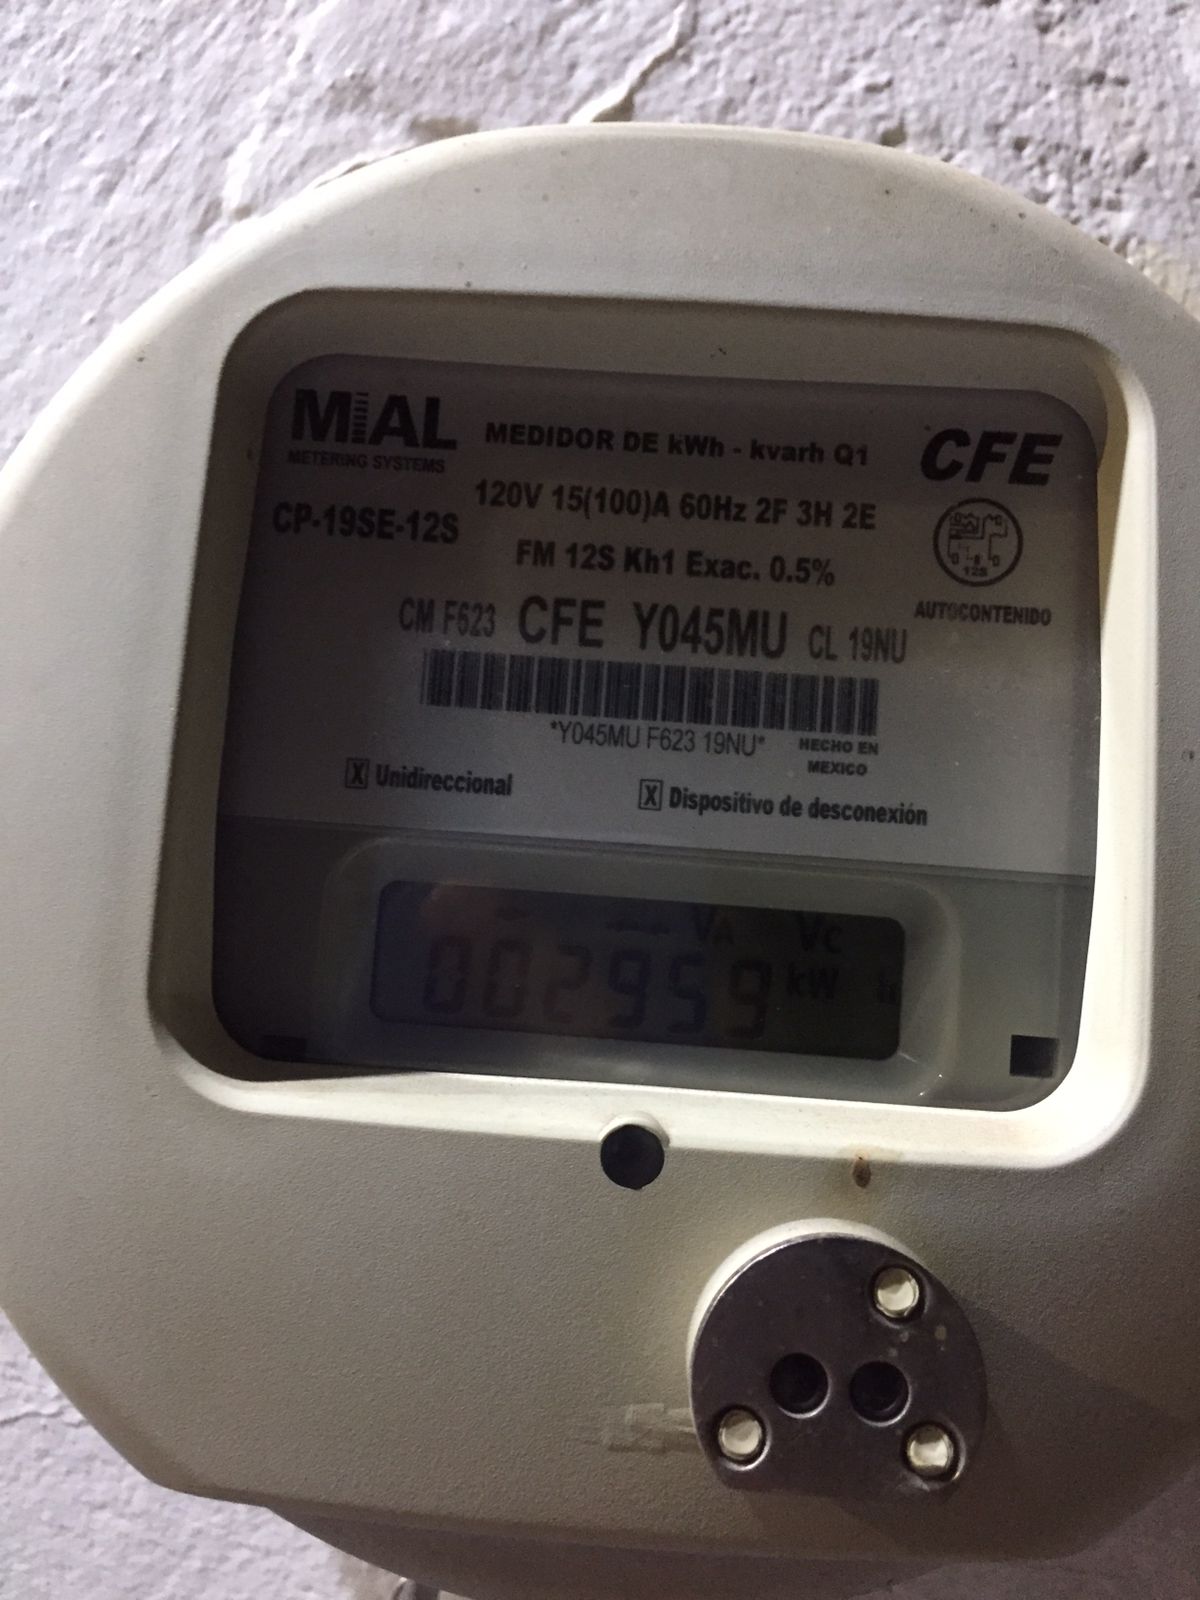 MIAL
METERING SYSTEMS
MEDIDOR DE kWh - kvarh Q1
CFE
CP-19SE-12S
120V 15(100)A 60Hz 2F 3H 2E
FM 12S Kh1 Exac. 0.5%
12S
AUTOCONTENIDO
CM F623 CFE Y045MU CL 19NU
*Y045MU F623 19NU*
HECHO EN
MEXICO
X Unidireccional
X Dispositivo de desconexión
VA VC
002959 kW h